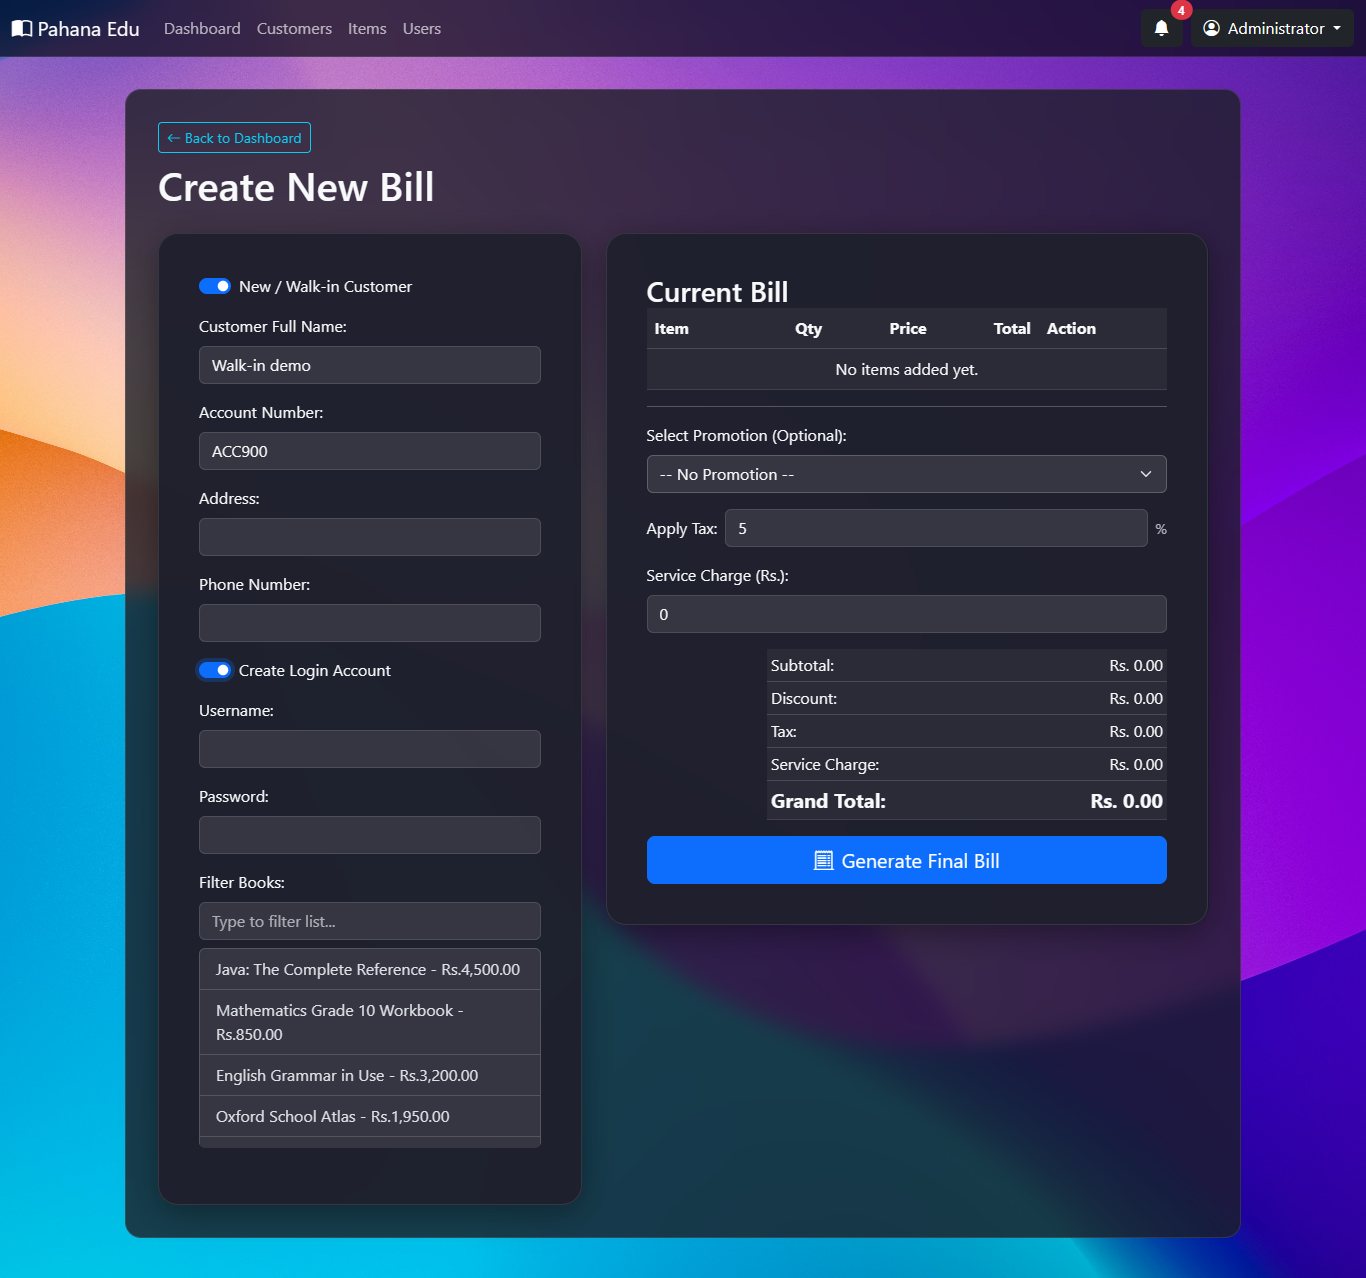 Pahana Edu Dashboard Customers Items Users 4 Administrator
← Back to Dashboard
Create New Bill
New / Walk-in Customer
Customer Full Name:
Walk-in demo
Account Number:
ACC900
Address:
Phone Number:
Create Login Account
Username:
Password:
Filter Books:
Type to filter list...
Java: The Complete Reference - Rs.4,500.00
Mathematics Grade 10 Workbook -
Rs.850.00
English Grammar in Use - Rs.3,200.00
Oxford School Atlas - Rs.1,950.00
Current Bill
Item Qty Price Total Action
No items added yet.
Select Promotion (Optional):
-- No Promotion --
Apply Tax: 5 %
Service Charge (Rs.):
0
Subtotal: Rs. 0.00
Discount: Rs. 0.00
Tax: Rs. 0.00
Service Charge: Rs. 0.00
Grand Total: Rs. 0.00
Generate Final Bill